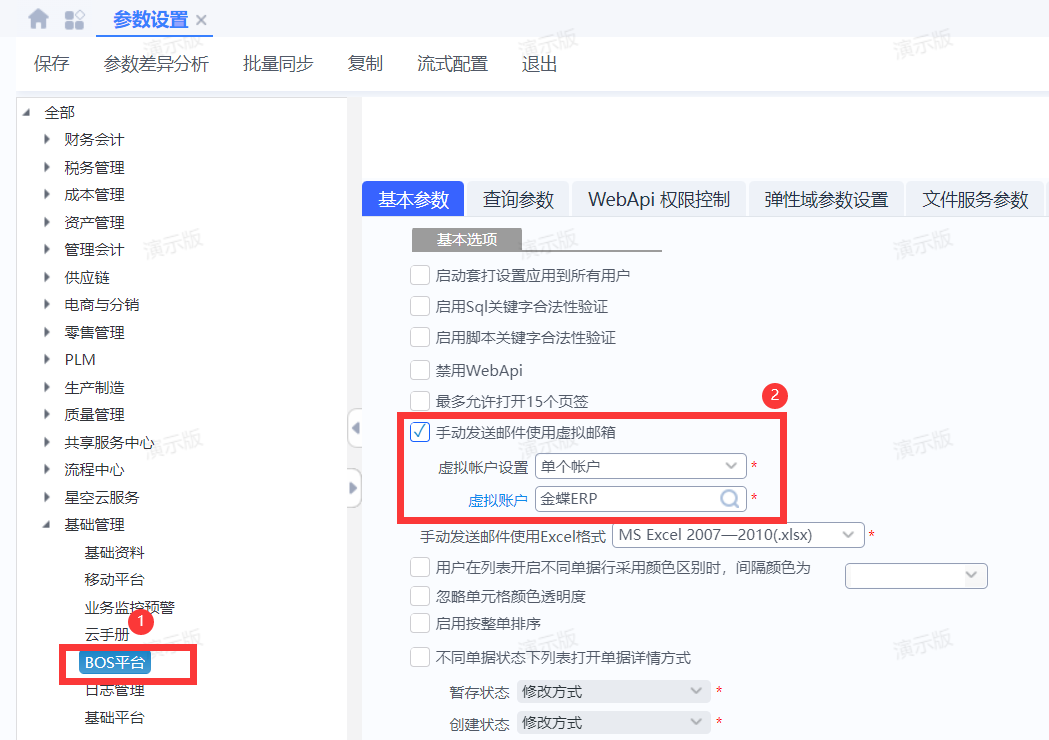 参数设置
保存 参数差异分析 批量同步 复制 流式配置 退出
全部
财务会计
税务管理
成本管理
资产管理
管理会计
供应链
电商与分销
零售管理
PLM
生产制造
质量管理
共享服务中心
流程中心
星空云服务
基础管理
基础资料
移动平台
业务监控预警
云手册
1
BOS平台
日志管理
基础平台
基本参数 查询参数 WebApi 权限控制 弹性域参数设置 文件服务参数
基本选项
启动套打设置应用到所有用户
启用Sql关键字合法性验证
启用脚本关键字合法性验证
禁用WebApi
最多允许打开15个页签
2
手动发送邮件使用虚拟邮箱
虚拟帐户设置 单个帐户 *
虚拟账户 金蝶ERP *
手动发送邮件使用Excel格式 MS Excel 2007—2010(.xlsx) *
用户在列表开启不同单据行采用颜色区别时，间隔颜色为
忽略单元格颜色透明度
启用按整单排序
不同单据状态下列表打开单据详情方式
暂存状态 修改方式 *
创建状态 修改方式 *
演示版
演示版
演示版
演示版
演示版
演示版
演示版
演示版
演示版
演示版
演示版